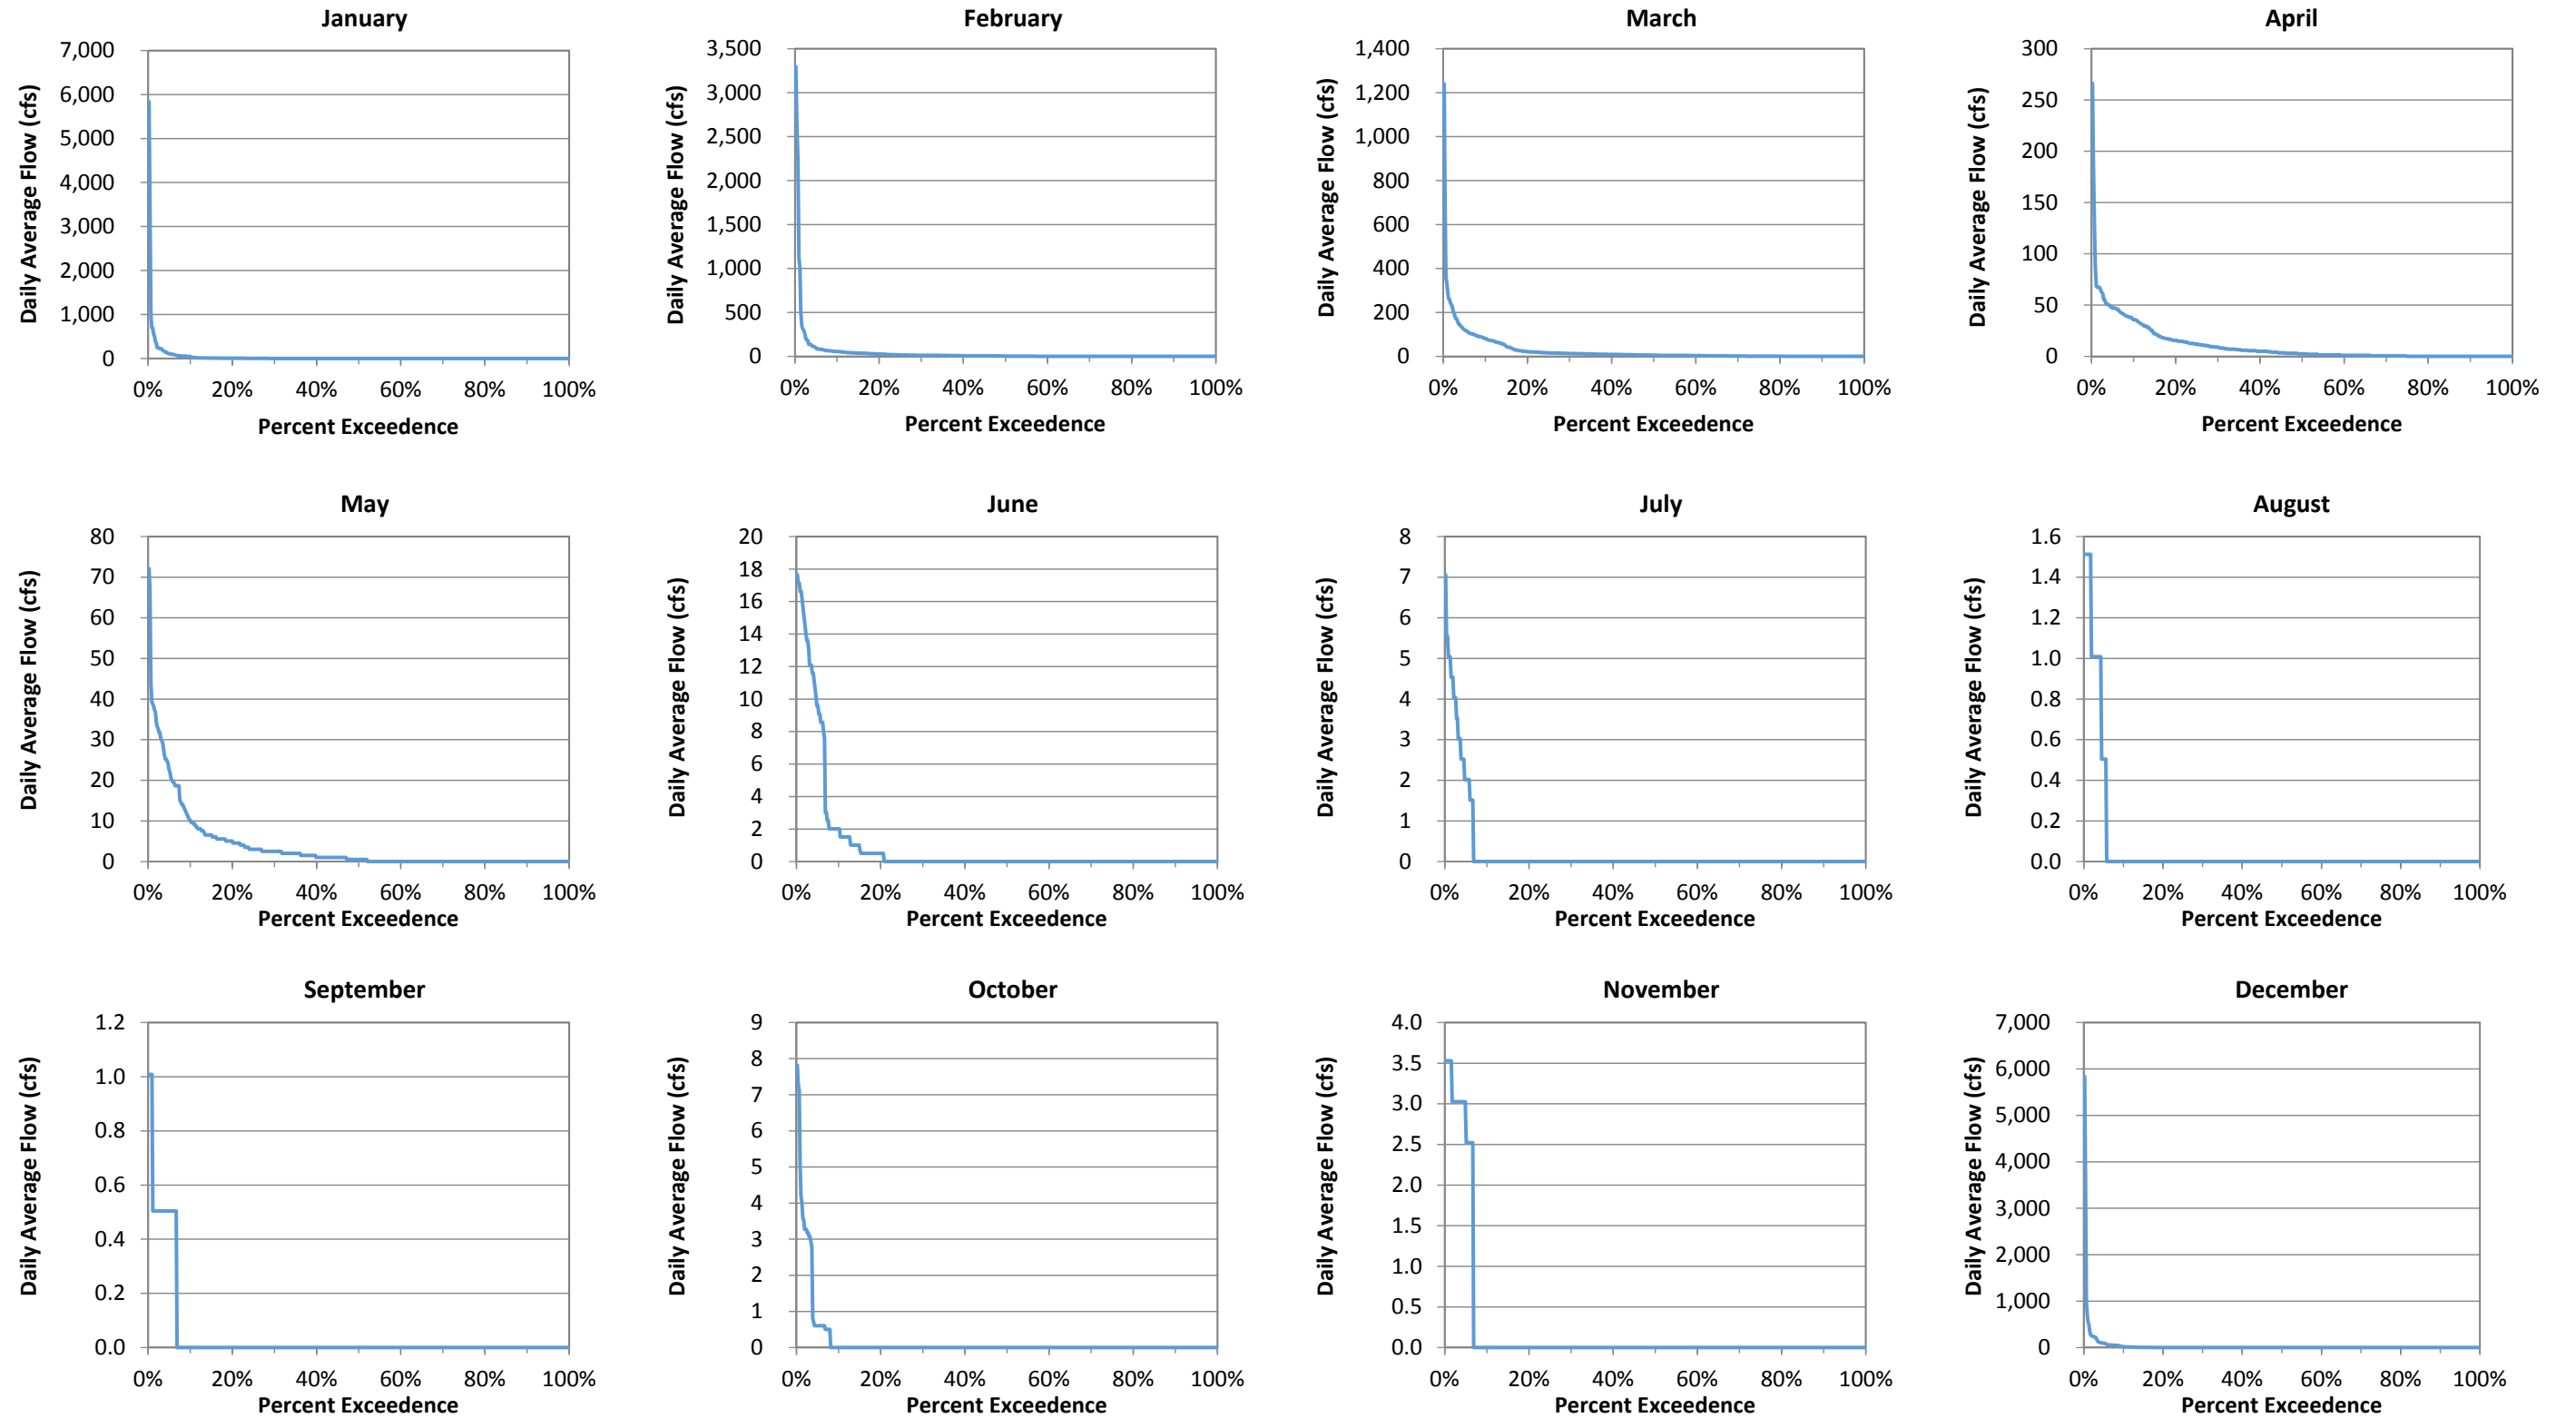 January
Daily Average Flow (cfs)
7,000
6,000
5,000
4,000
3,000
2,000
1,000
0
0% 20% 40% 60% 80% 100%
Percent Exceedence
February
Daily Average Flow (cfs)
3,500
3,000
2,500
2,000
1,500
1,000
500
0
0% 20% 40% 60% 80% 100%
Percent Exceedence
March
Daily Average Flow (cfs)
1,400
1,200
1,000
800
600
400
200
0
0% 20% 40% 60% 80% 100%
Percent Exceedence
April
Daily Average Flow (cfs)
300
250
200
150
100
50
0
0% 20% 40% 60% 80% 100%
Percent Exceedence
May
Daily Average Flow (cfs)
80
70
60
50
40
30
20
10
0
0% 20% 40% 60% 80% 100%
Percent Exceedence
June
Daily Average Flow (cfs)
20
18
16
14
12
10
8
6
4
2
0
0% 20% 40% 60% 80% 100%
Percent Exceedence
July
Daily Average Flow (cfs)
8
7
6
5
4
3
2
1
0
0% 20% 40% 60% 80% 100%
Percent Exceedence
August
Daily Average Flow (cfs)
1.6
1.4
1.2
1.0
0.8
0.6
0.4
0.2
0.0
0% 20% 40% 60% 80% 100%
Percent Exceedence
September
Daily Average Flow (cfs)
1.2
1.0
0.8
0.6
0.4
0.2
0.0
0% 20% 40% 60% 80% 100%
Percent Exceedence
October
Daily Average Flow (cfs)
9
8
7
6
5
4
3
2
1
0
0% 20% 40% 60% 80% 100%
Percent Exceedence
November
Daily Average Flow (cfs)
4.0
3.5
3.0
2.5
2.0
1.5
1.0
0.5
0.0
0% 20% 40% 60% 80% 100%
Percent Exceedence
December
Daily Average Flow (cfs)
7,000
6,000
5,000
4,000
3,000
2,000
1,000
0
0% 20% 40% 60% 80% 100%
Percent Exceedence